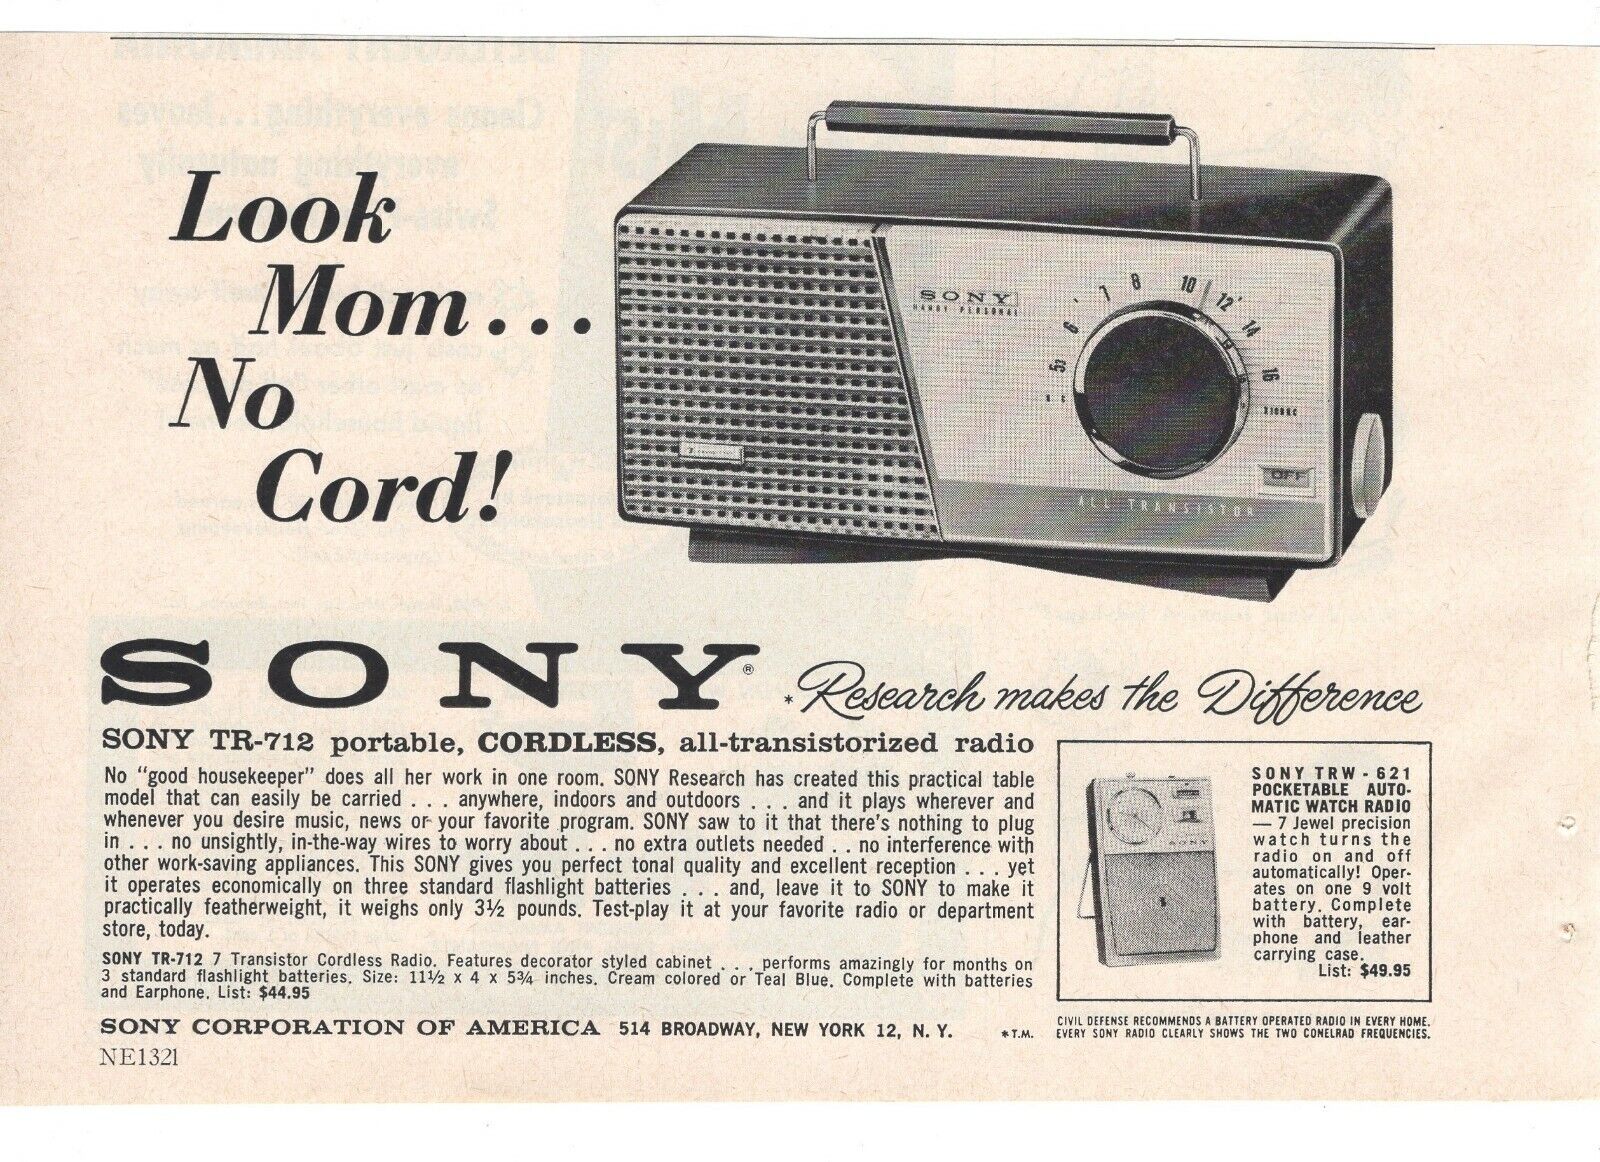 Look
Mom...
No
Cord!
SONY
HANDY PERSONAL
5½ 6 7 8 10 12 14 16
OFF
ALL TRANSISTOR
SONY®
*Research makes the Difference
SONY TR-712 portable, CORDLESS, all-transistorized radio
No "good housekeeper" does all her work in one room. SONY Research has created this practical table
model that can easily be carried . . . anywhere, indoors and outdoors . . . and it plays wherever and
whenever you desire music, news or your favorite program. SONY saw to it that there's nothing to plug
in . . . no unsightly, in-the-way wires to worry about . . . no extra outlets needed . . no interference with
other work-saving appliances. This SONY gives you perfect tonal quality and excellent reception . . . yet
it operates economically on three standard flashlight batteries . . . and, leave it to SONY to make it
practically featherweight, it weighs only 3½ pounds. Test-play it at your favorite radio or department
store, today.
SONY TR-712 7 Transistor Cordless Radio. Features decorator styled cabinet . . . performs amazingly for months on
3 standard flashlight batteries. Size: 11½ x 4 x 5¾ inches. Cream colored or Teal Blue. Complete with batteries
and Earphone. List: $44.95
SONY CORPORATION OF AMERICA 514 BROADWAY, NEW YORK 12, N. Y. *T.M.
NE1321
SONY
SONY TRW-621
POCKETABLE AUTO-
MATIC WATCH RADIO
— 7 Jewel precision
watch turns the
radio on and off
automatically! Oper-
ates on one 9 volt
battery. Complete
with battery, ear-
phone and leather
carrying case.
List: $49.95
CIVIL DEFENSE RECOMMENDS A BATTERY OPERATED RADIO IN EVERY HOME.
EVERY SONY RADIO CLEARLY SHOWS THE TWO CONELRAD FREQUENCIES.